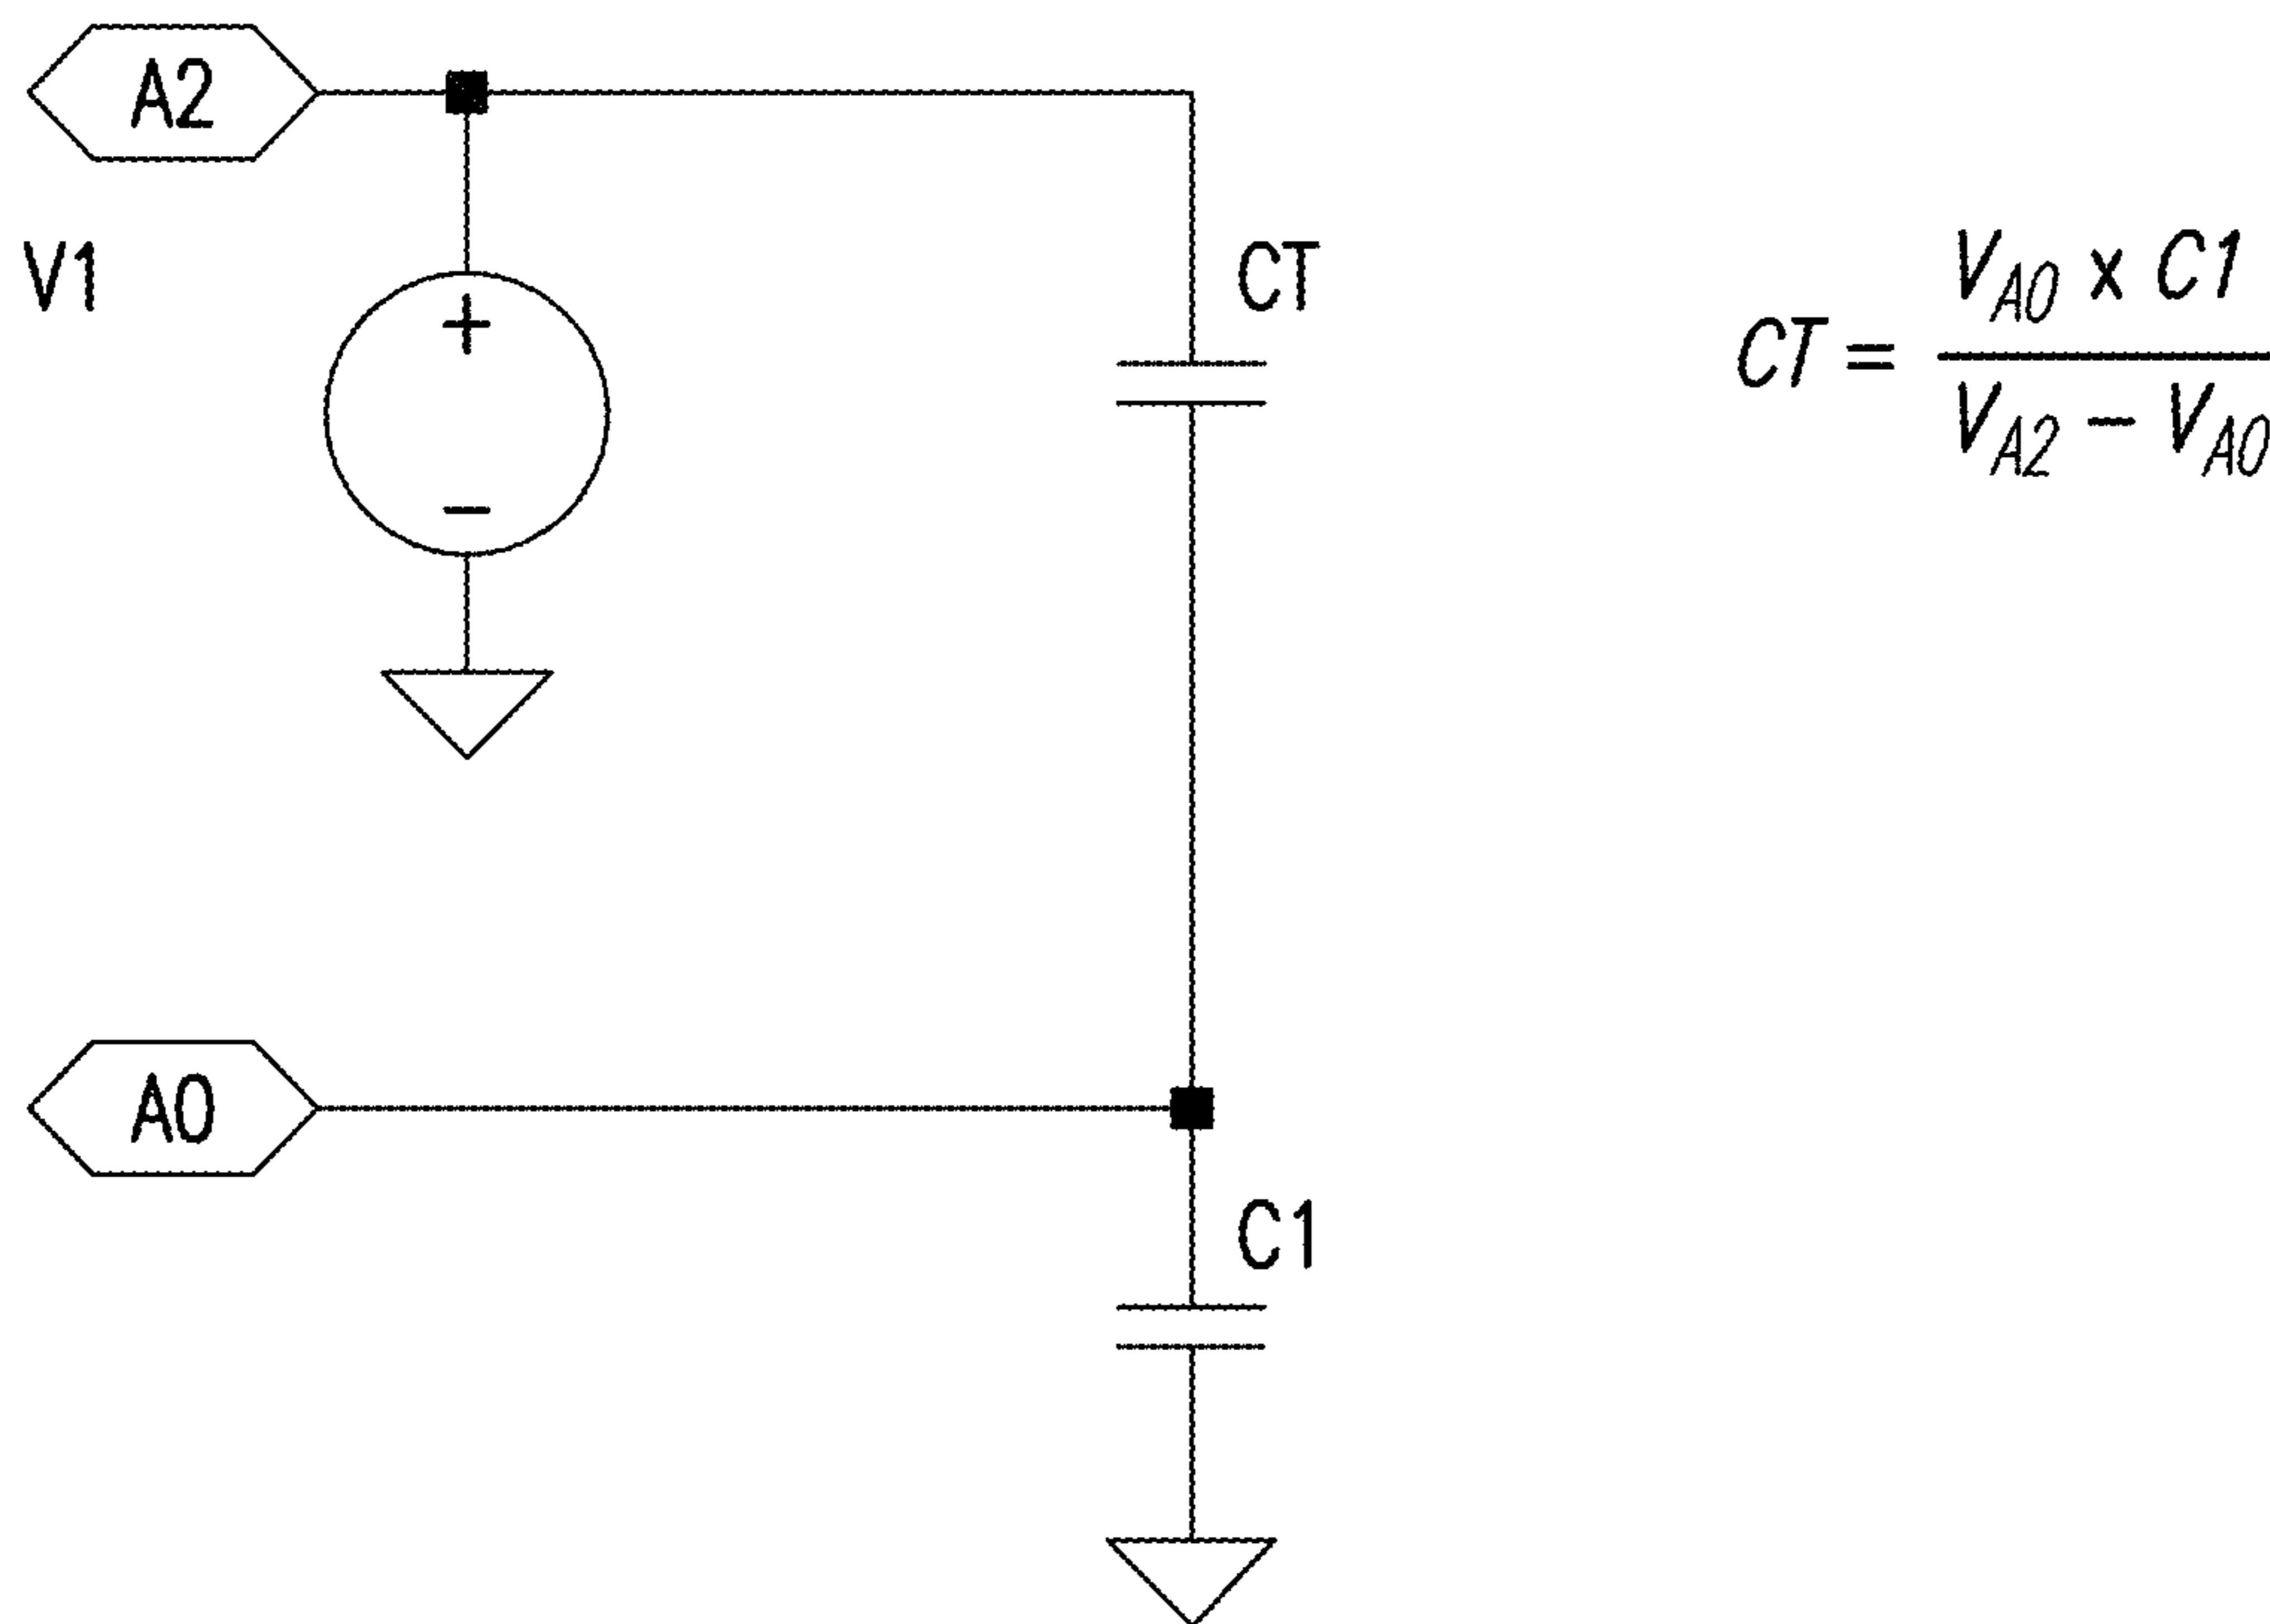 A2
V1
+
−
CT
CT = V_A0 x C1 / V_A2 − V_A0
A0
C1